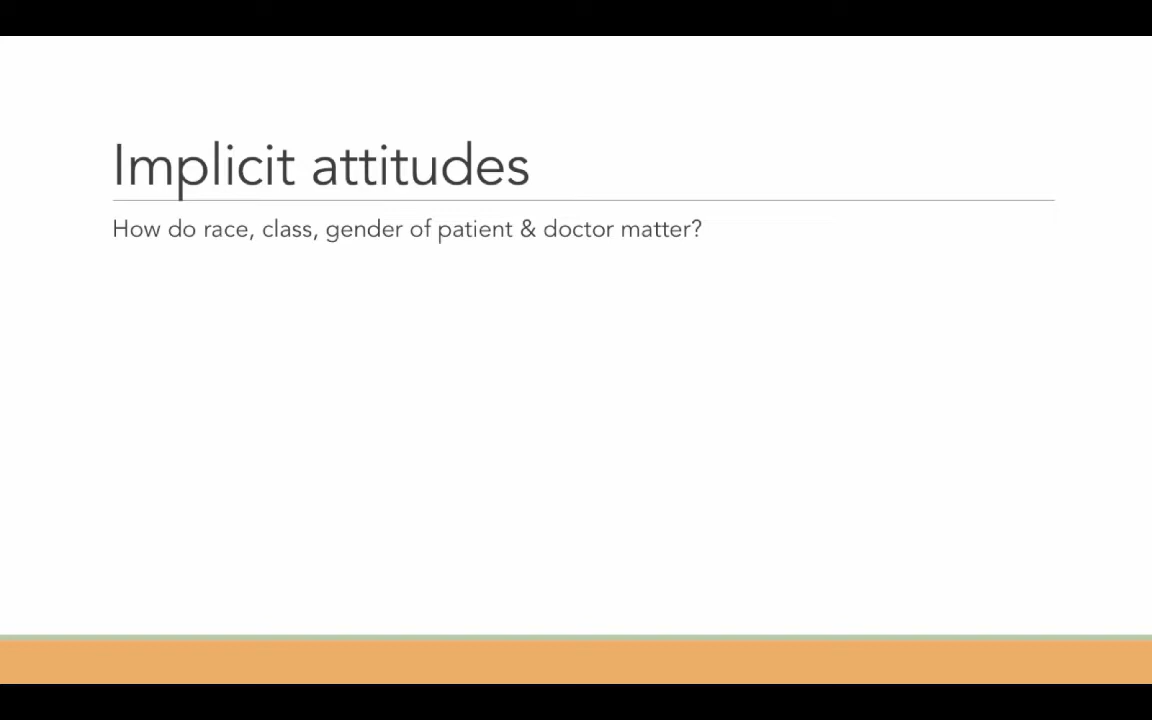 Implicit attitudes
How do race, class, gender of patient & doctor matter?